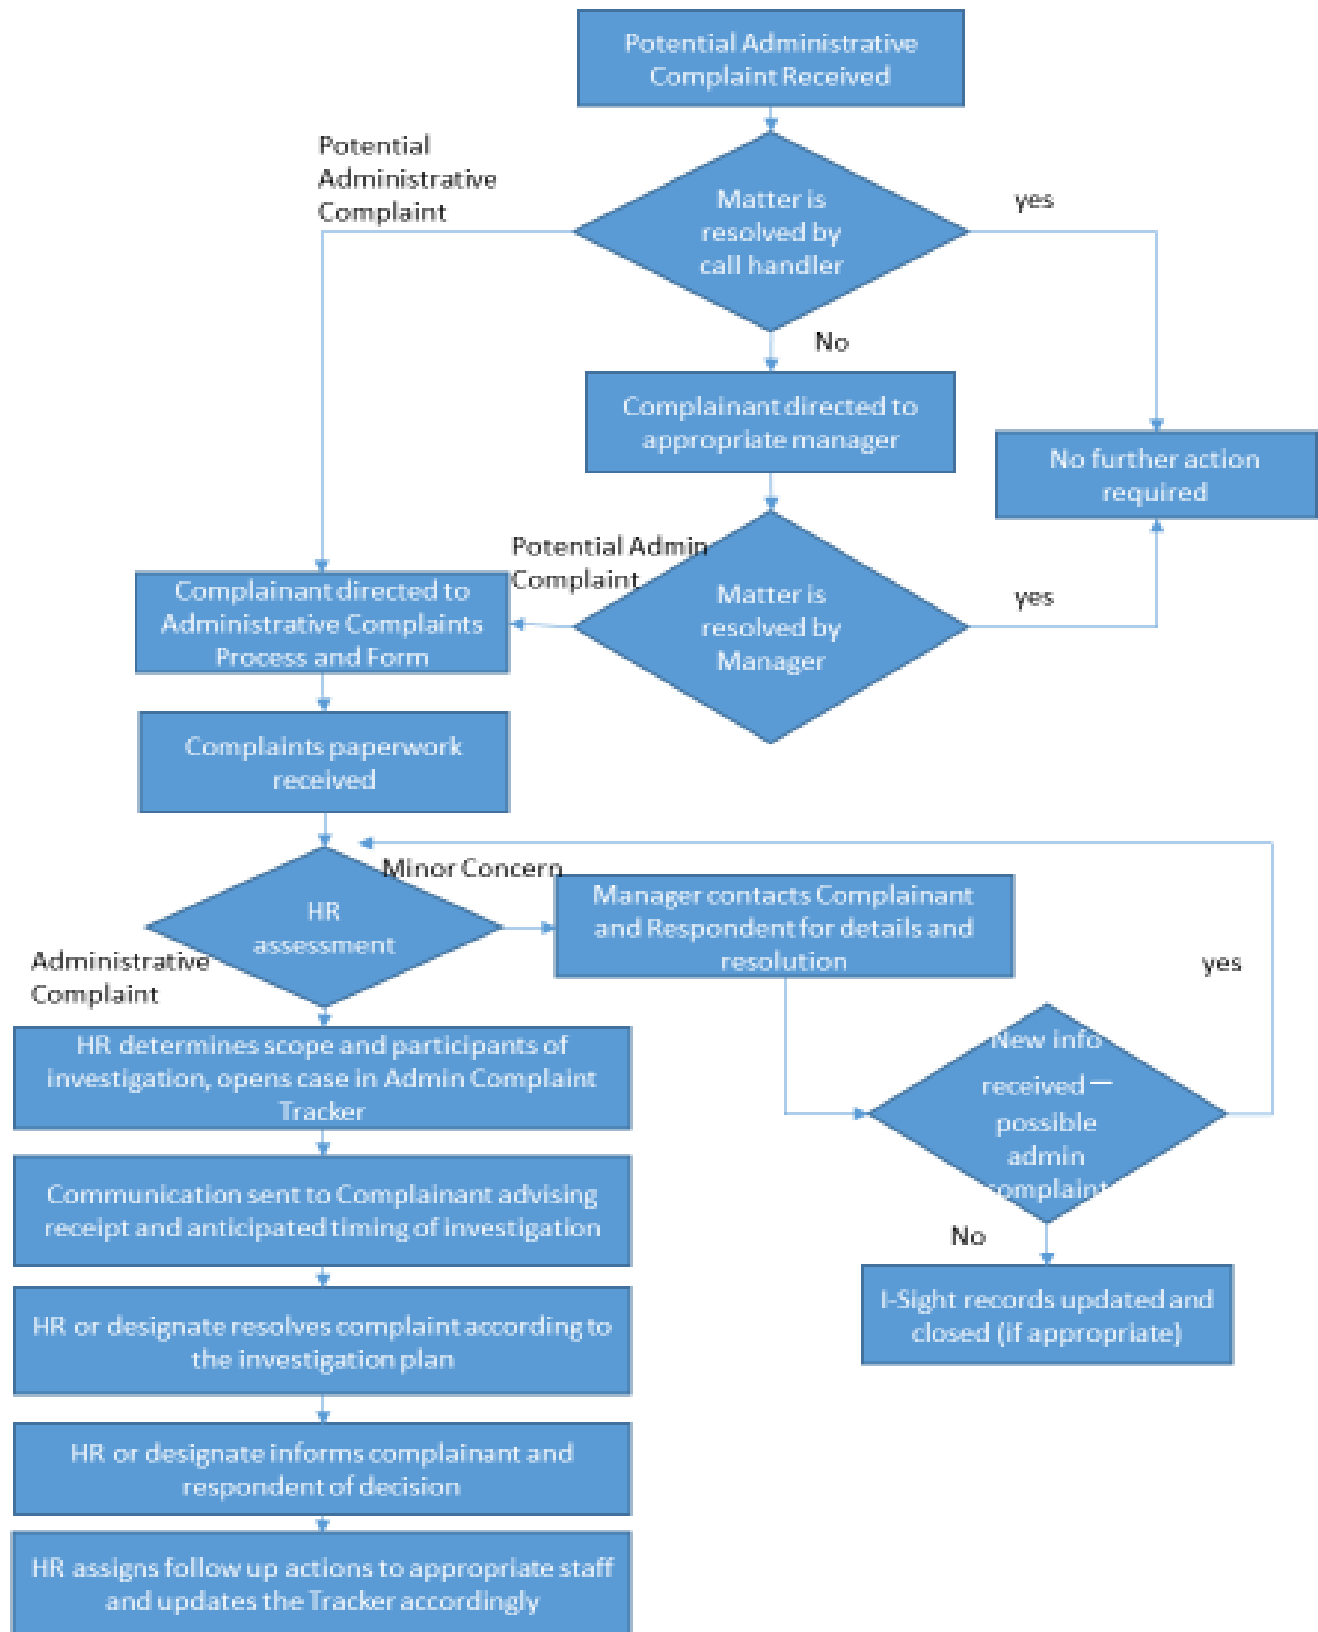 Potential Administrative
Complaint Received
Potential
Administrative
Complaint
Matter is
resolved by
call handler
yes
No
Complainant directed to
appropriate manager
No further action
required
Potential Admin
Complaint
Matter is
resolved by
Manager
yes
Complainant directed to
Administrative Complaints
Process and Form
Complaints paperwork
received
HR
assessment
Minor Concern
Manager contacts Complainant
and Respondent for details and
resolution
Administrative
Complaint
yes
New info
received —
possible
admin
complaint
No
I-Sight records updated and
closed (if appropriate)
HR determines scope and participants of
investigation, opens case in Admin Complaint
Tracker
Communication sent to Complainant advising
receipt and anticipated timing of investigation
HR or designate resolves complaint according to
the investigation plan
HR or designate informs complainant and
respondent of decision
HR assigns follow up actions to appropriate staff
and updates the Tracker accordingly